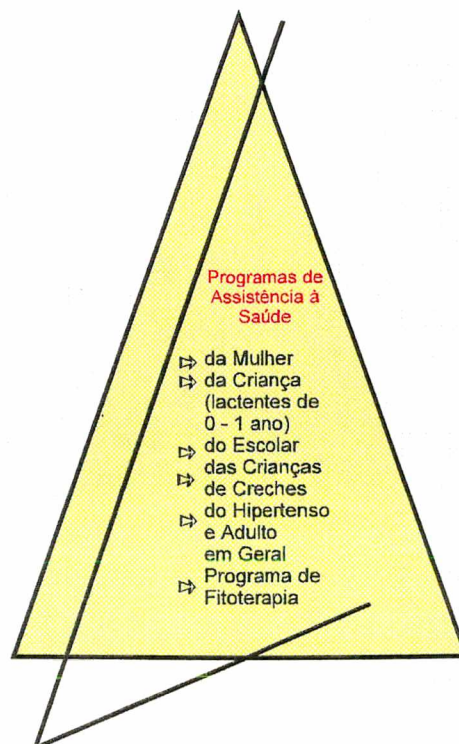 Programas de
Assistência à
Saúde
⇨ da Mulher
⇨ da Criança
(lactentes de
0 - 1 ano)
⇨ do Escolar
⇨ das Crianças
de Creches
⇨ do Hipertenso
e Adulto
em Geral
⇨ Programa de
Fitoterapia